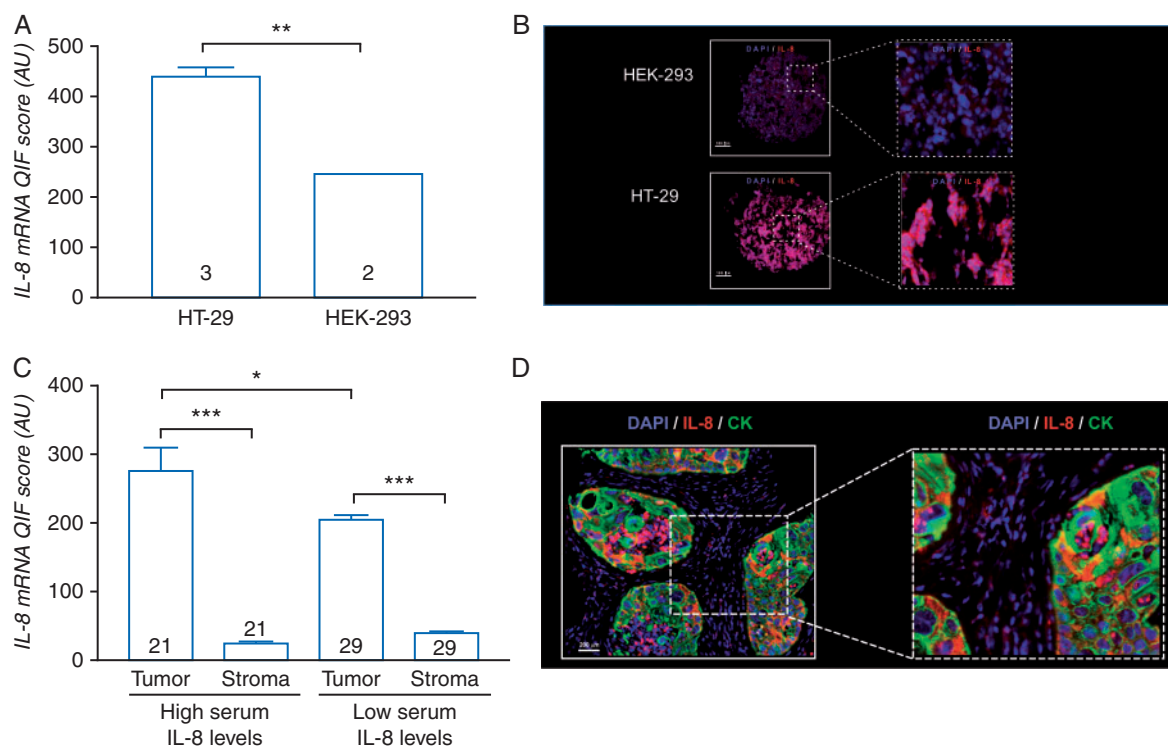 A
IL-8 mRNA QIF score (AU)
500
400
300
200
100
0
**
3
2
HT-29
HEK-293
B
HEK-293
DAPI / IL-8
DAPI / IL-8
HT-29
DAPI / IL-8
DAPI / IL-8
C
IL-8 mRNA QIF score (AU)
400
300
200
100
0
*
***
***
21
21
29
29
Tumor
Stroma
Tumor
Stroma
High serum
IL-8 levels
Low serum
IL-8 levels
D
DAPI / IL-8 / CK
DAPI / IL-8 / CK